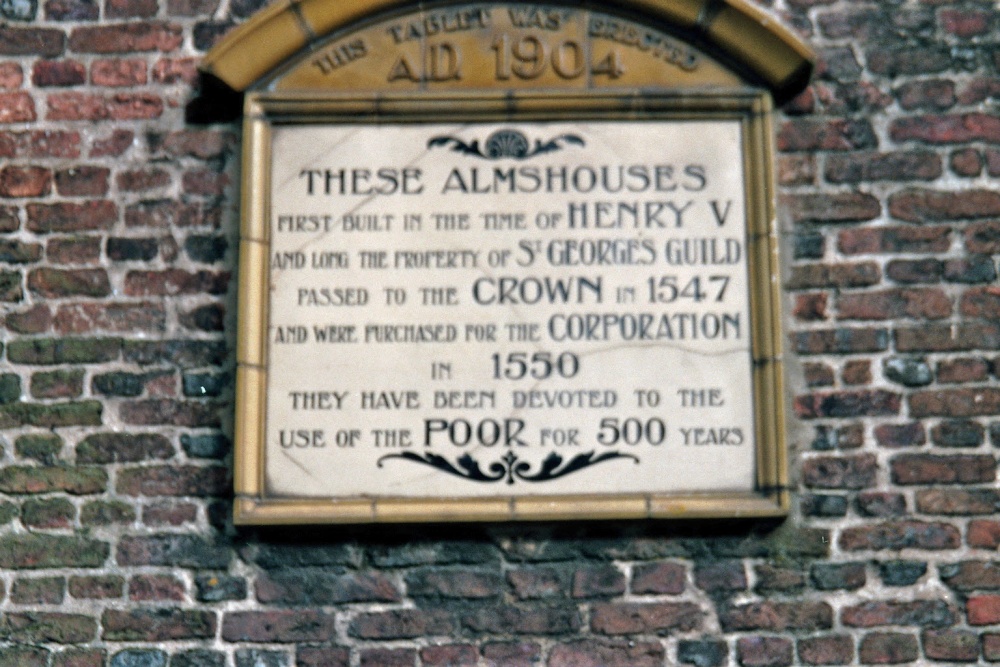 THIS TABLET WAS ERECTED
A.D. 1904
THESE ALMSHOUSES
FIRST BUILT IN THE TIME OF HENRY V
AND LONG THE PROPERTY OF ST GEORGES GUILD
PASSED TO THE CROWN IN 1547
AND WERE PURCHASED FOR THE CORPORATION
IN 1550
THEY HAVE BEEN DEVOTED TO THE
USE OF THE POOR FOR 500 YEARS